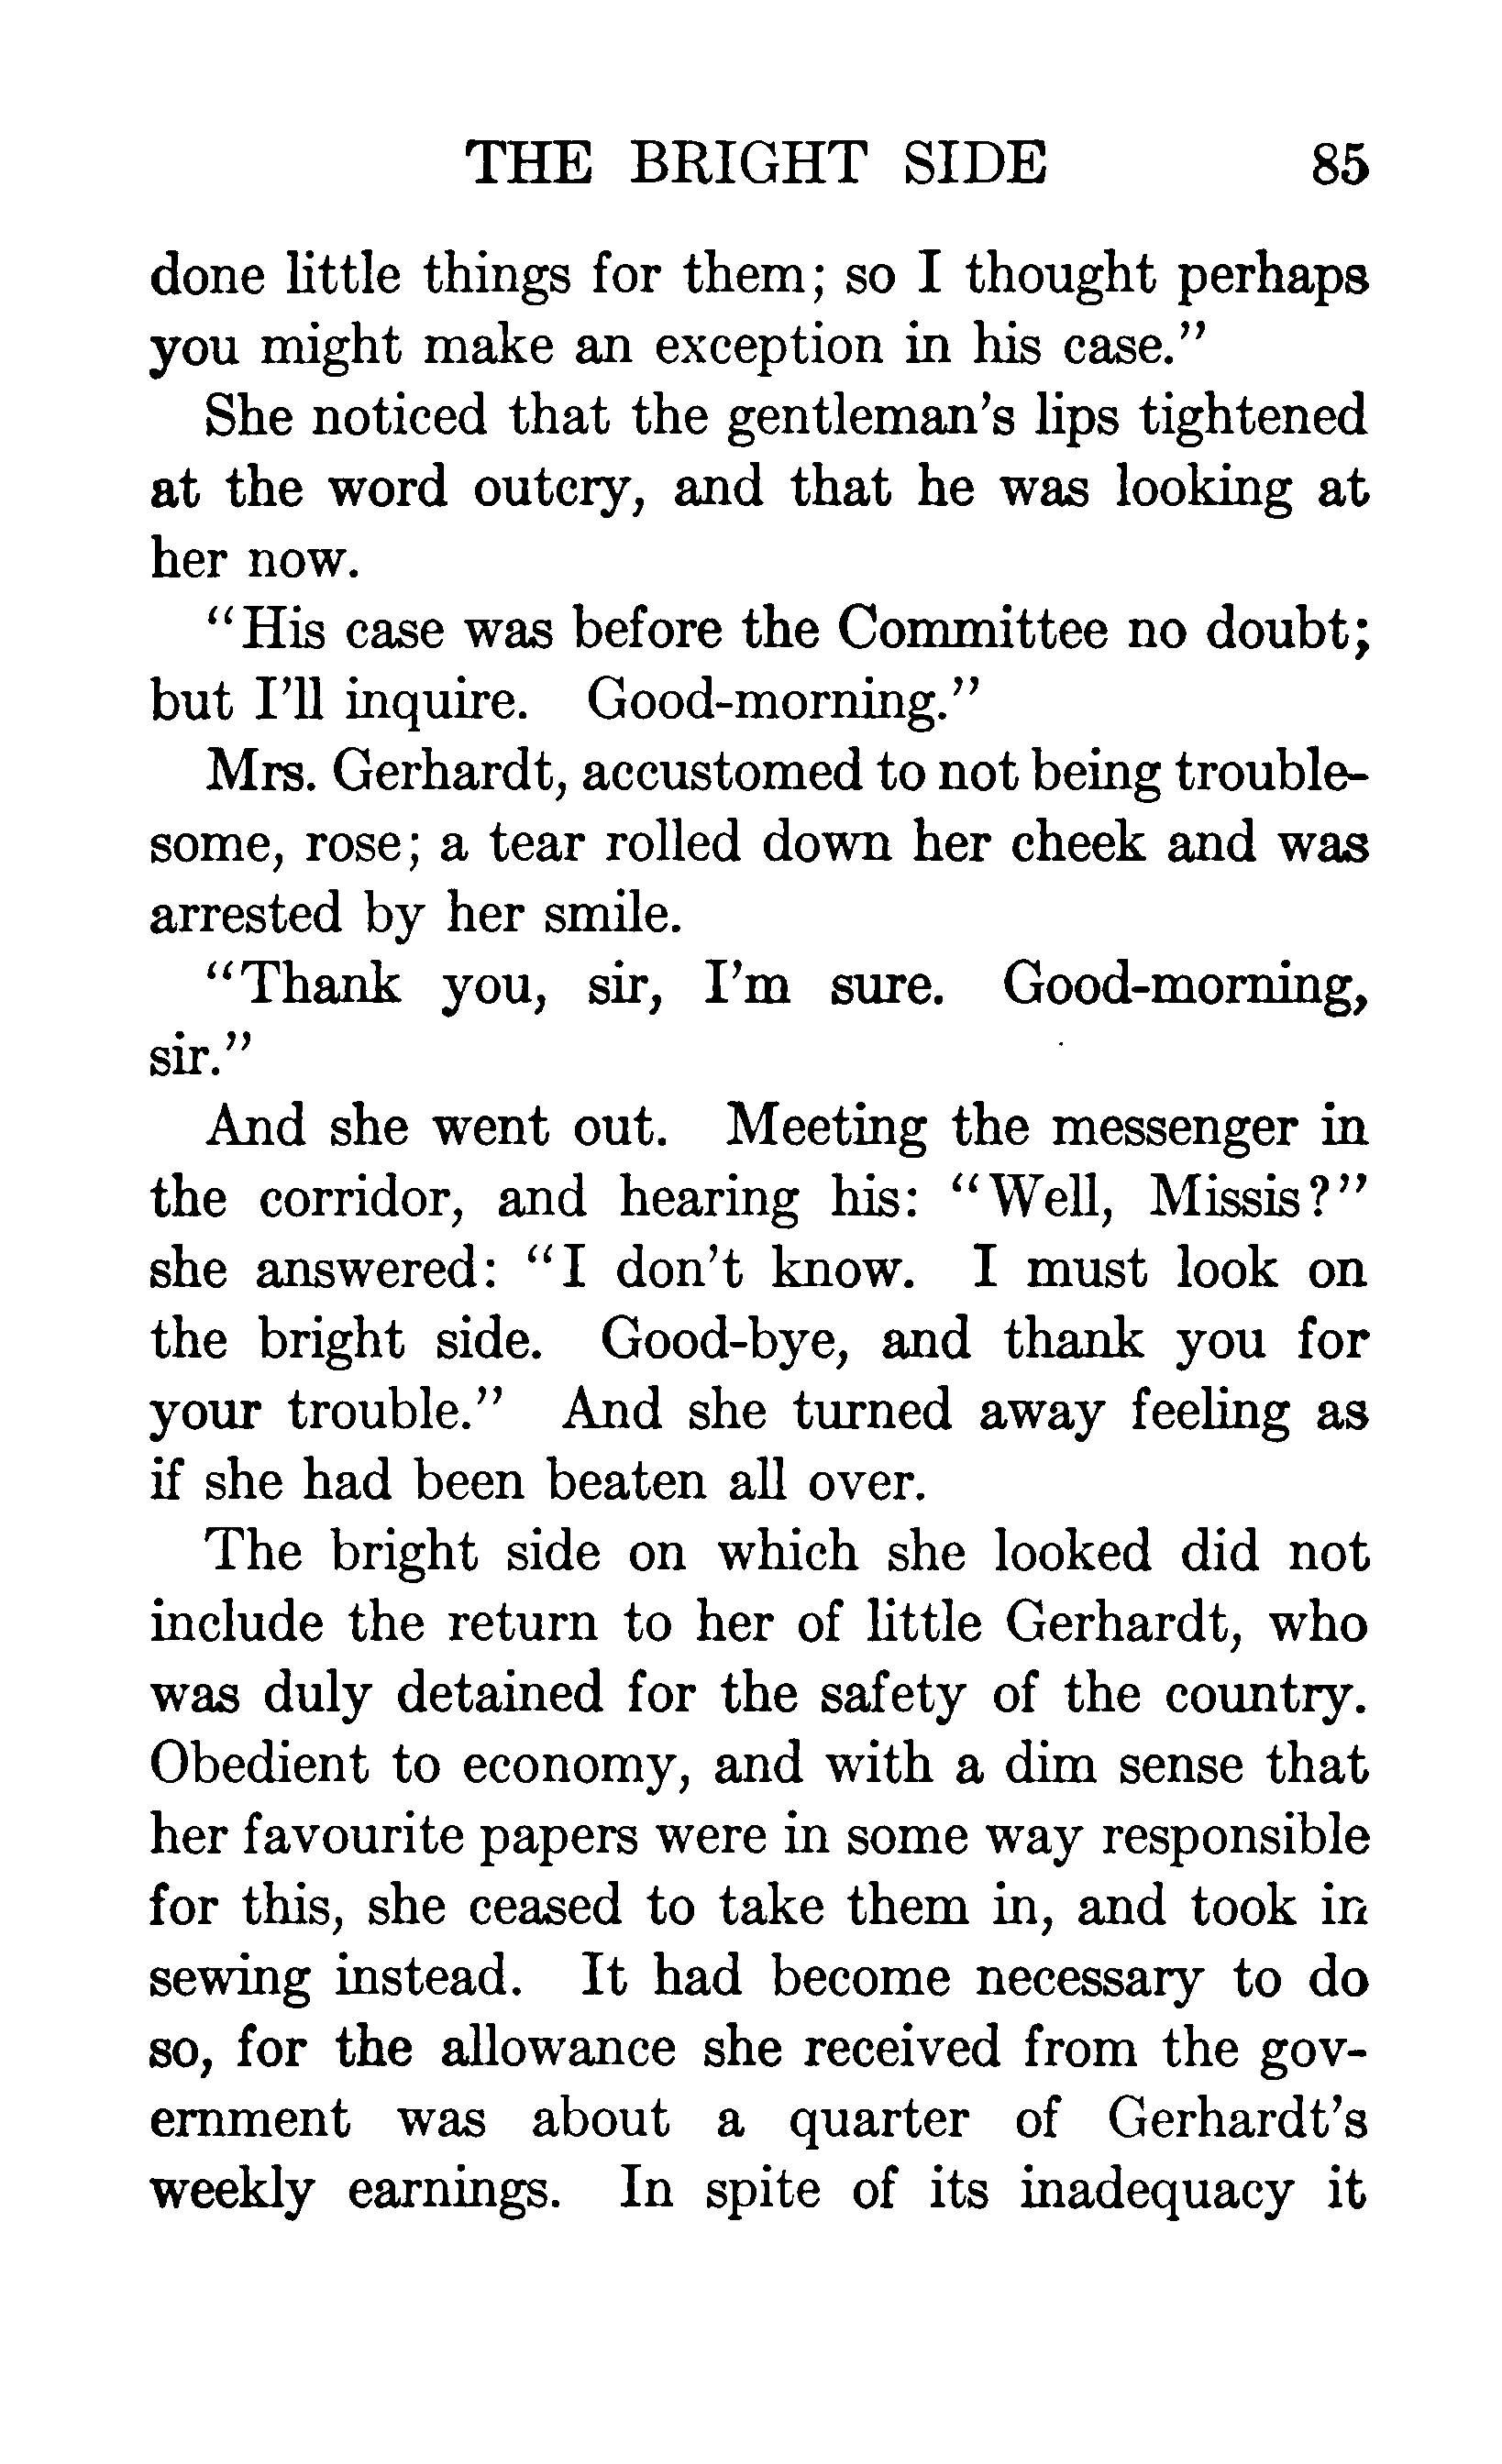 THE BRIGHT SIDE 85
done little things for them; so I thought perhaps
you might make an exception in his case."
She noticed that the gentleman's lips tightened
at the word outcry, and that he was looking at
her now.
"His case was before the Committee no doubt;
but I'll inquire. Good-morning."
Mrs. Gerhardt, accustomed to not being trouble-
some, rose; a tear rolled down her cheek and was
arrested by her smile.
"Thank you, sir, I'm sure. Good-morning,
sir."
And she went out. Meeting the messenger in
the corridor, and hearing his: "Well, Missis?"
she answered: "I don't know. I must look on
the bright side. Good-bye, and thank you for
your trouble." And she turned away feeling as
if she had been beaten all over.
The bright side on which she looked did not
include the return to her of little Gerhardt, who
was duly detained for the safety of the country.
Obedient to economy, and with a dim sense that
her favourite papers were in some way responsible
for this, she ceased to take them in, and took in
sewing instead. It had become necessary to do
so, for the allowance she received from the gov-
ernment was about a quarter of Gerhardt's
weekly earnings. In spite of its inadequacy it